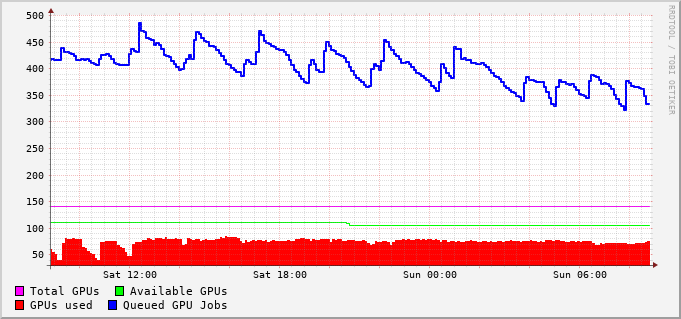 500
450
400
350
300
250
200
150
100
50
Sat 12:00 Sat 18:00 Sun 00:00 Sun 06:00
Total GPUs Available GPUs
GPUs used Queued GPU Jobs
RRDTOOL / TOBI OETIKER